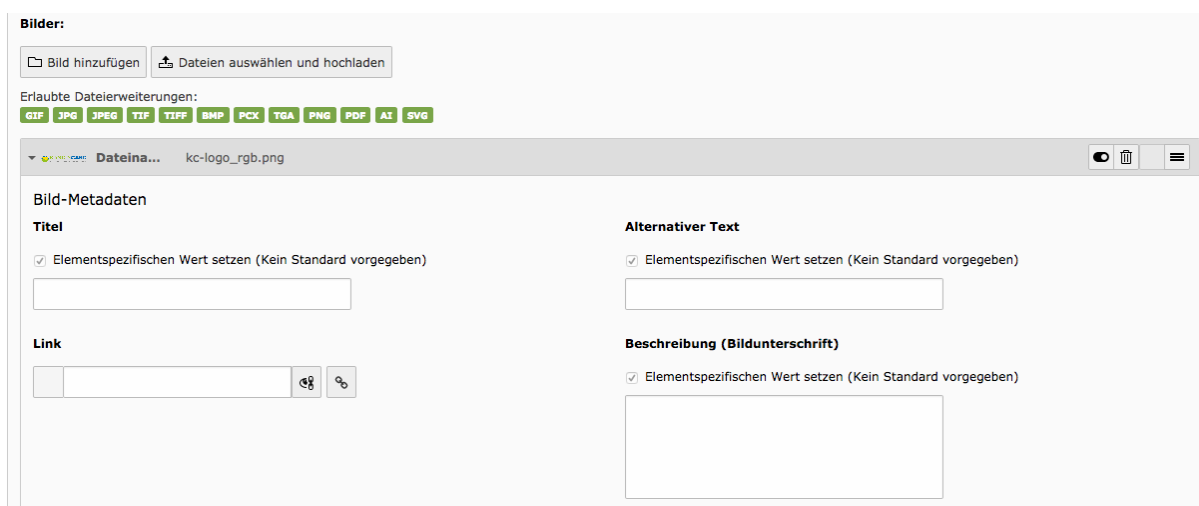 Bilder:
Bild hinzufügen Dateien auswählen und hochladen
Erlaubte Dateierweiterungen:
GIF JPG JPEG TIF TIFF BMP PCX TGA PNG PDF AI SVG
Dateina... kc-logo_rgb.png
Bild-Metadaten
Titel
Elementspezifischen Wert setzen (Kein Standard vorgegeben)
Alternativer Text
Elementspezifischen Wert setzen (Kein Standard vorgegeben)
Link
Beschreibung (Bildunterschrift)
Elementspezifischen Wert setzen (Kein Standard vorgegeben)